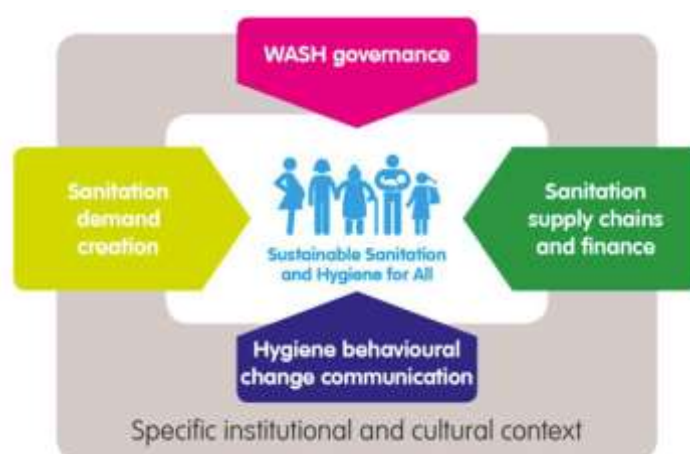 WASH governance
Sanitation
demand
creation
Sustainable Sanitation
and Hygiene for All
Sanitation
supply chains
and finance
Hygiene behavioural
change communication
Specific institutional and cultural context